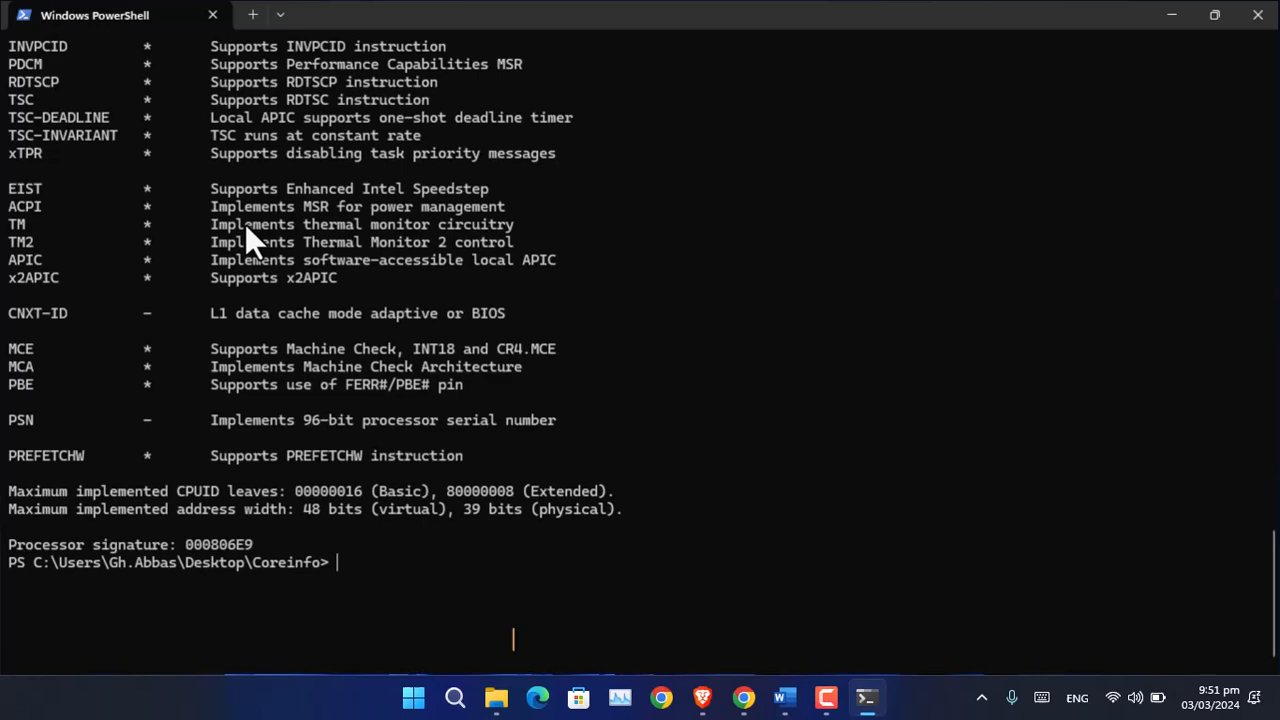 Windows PowerShell
INVPCID * Supports INVPCID instruction
PDCM * Supports Performance Capabilities MSR
RDTSCP * Supports RDTSCP instruction
TSC * Supports RDTSC instruction
TSC-DEADLINE * Local APIC supports one-shot deadline timer
TSC-INVARIANT * TSC runs at constant rate
xTPR * Supports disabling task priority messages
EIST * Supports Enhanced Intel Speedstep
ACPI * Implements MSR for power management
TM * Implements thermal monitor circuitry
TM2 * Implements Thermal Monitor 2 control
APIC * Implements software-accessible local APIC
x2APIC * Supports x2APIC
CNXT-ID - L1 data cache mode adaptive or BIOS
MCE * Supports Machine Check, INT18 and CR4.MCE
MCA * Implements Machine Check Architecture
PBE * Supports use of FERR#/PBE# pin
PSN - Implements 96-bit processor serial number
PREFETCHW * Supports PREFETCHW instruction
Maximum implemented CPUID leaves: 00000016 (Basic), 80000008 (Extended).
Maximum implemented address width: 48 bits (virtual), 39 bits (physical).
Processor signature: 000806E9
PS C:\Users\Gh.Abbas\Desktop\Coreinfo>
ENG
9:51 pm
03/03/2024